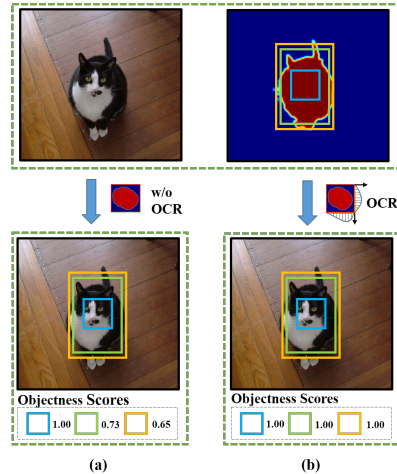 w/o
OCR
OCR
Objectness Scores
1.00 0.73 0.65
Objectness Scores
1.00 1.00 1.00
(a)
(b)